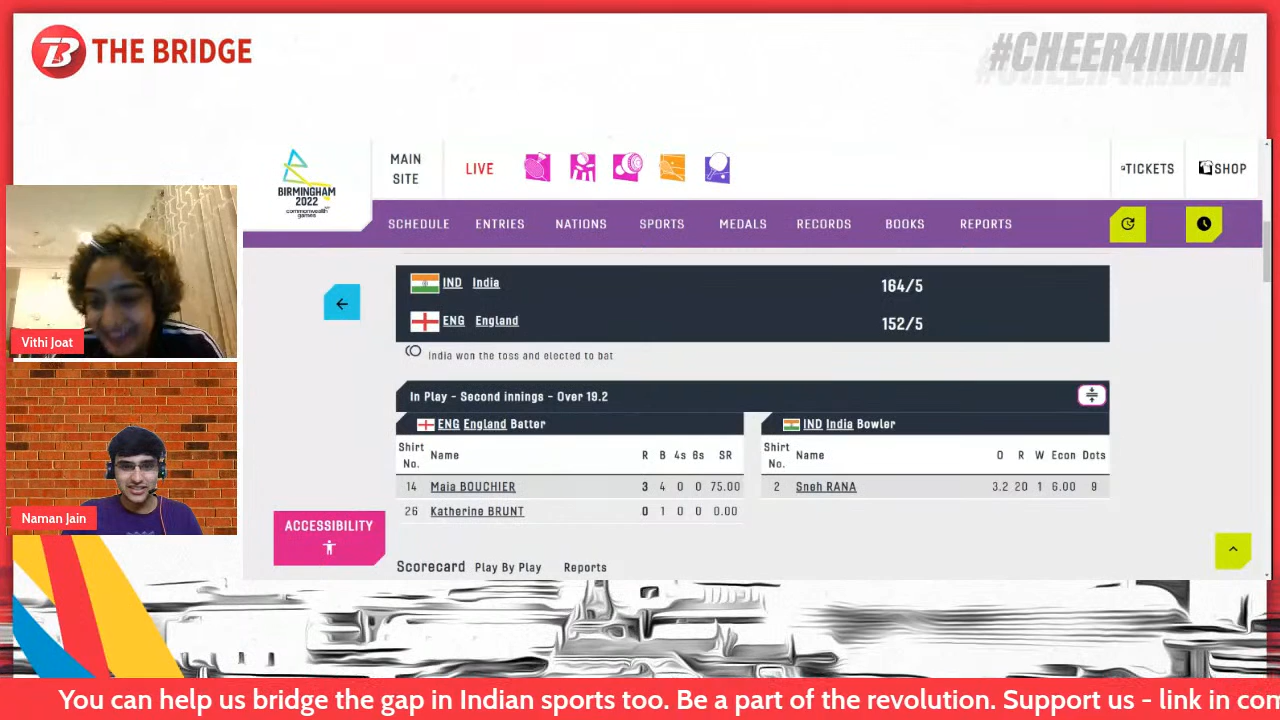 THE BRIDGE
#CHEER4INDIA
BIRMINGHAM
2022
commonwealth
games
MAIN
SITE
LIVE
TICKETS
SHOP
SCHEDULE ENTRIES NATIONS SPORTS MEDALS RECORDS BOOKS REPORTS
IND India 164/5
ENG England 152/5
India won the toss and elected to bat
In Play - Second innings - Over 19.2
ENG England Batter
Shirt No. Name R B 4s 6s SR
14 Maia BOUCHIER 3 4 0 0 75.00
26 Katherine BRUNT 0 1 0 0 0.00
IND India Bowler
Shirt No. Name O R W Econ Dots
2 Sneh RANA 3.2 20 1 6.00 9
ACCESSIBILITY
Scorecard Play By Play Reports
Vithi Joat
Naman Jain
You can help us bridge the gap in Indian sports too. Be a part of the revolution. Support us - link in con